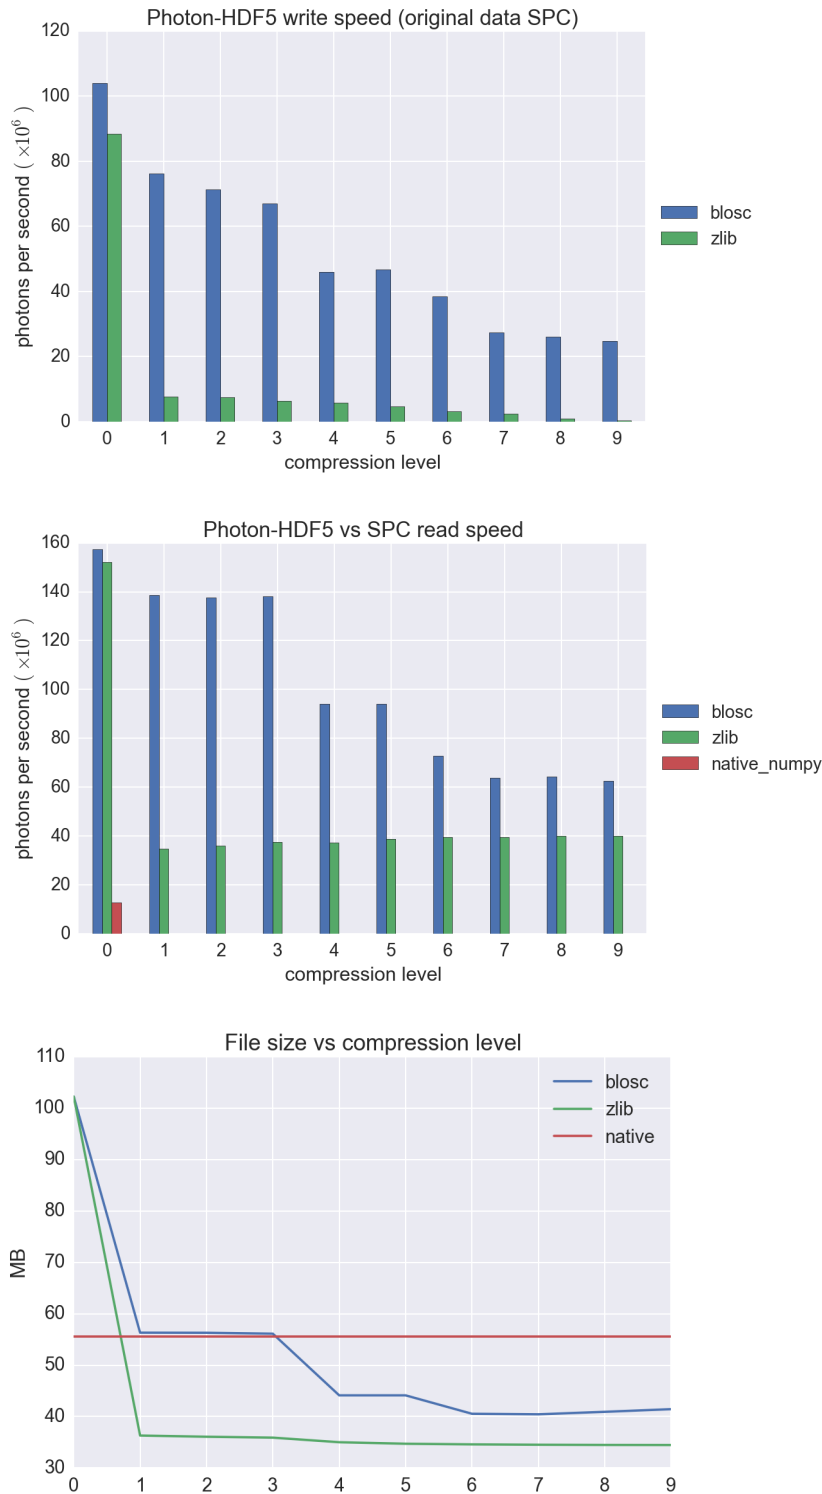 Photon-HDF5 write speed (original data SPC)
120
100
80
60
40
20
0
photons per second ( ×10⁶ )
0 1 2 3 4 5 6 7 8 9
compression level
blosc
zlib
Photon-HDF5 vs SPC read speed
160
140
120
100
80
60
40
20
0
photons per second ( ×10⁶ )
0 1 2 3 4 5 6 7 8 9
compression level
blosc
zlib
native_numpy
File size vs compression level
110
100
90
80
70
60
50
40
30
MB
blosc
zlib
native
0 1 2 3 4 5 6 7 8 9